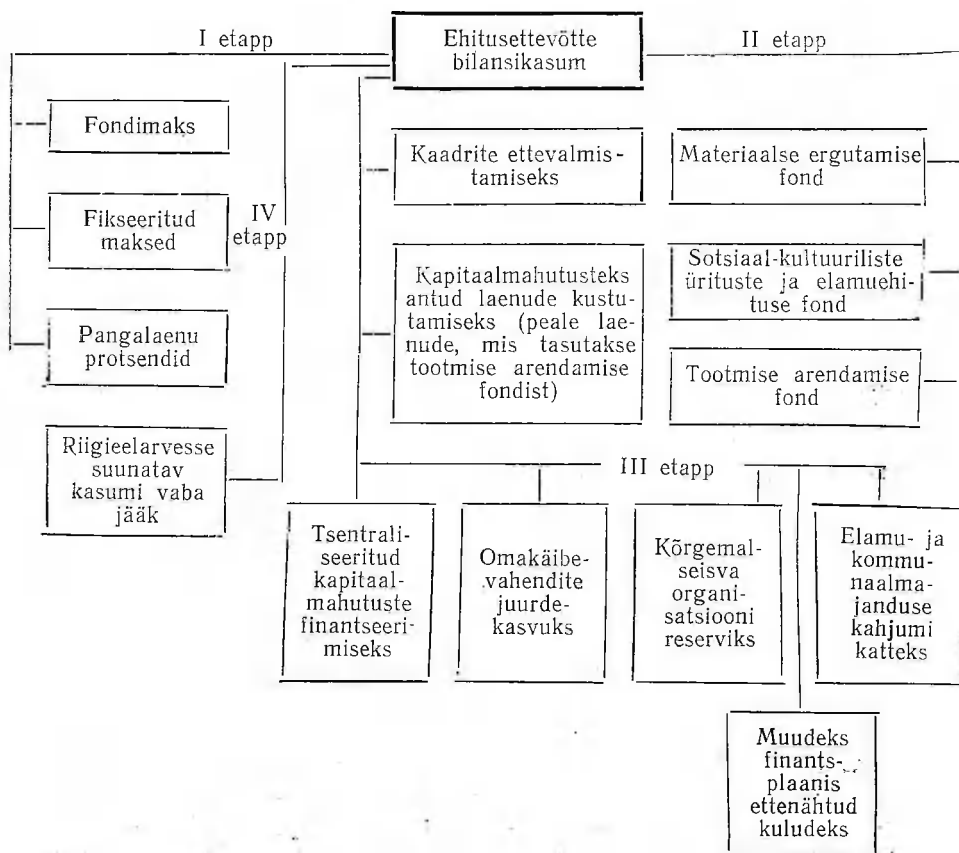 I etapp
Ehitusettevõtte
bilansikasum
II etapp
Fondimaks
Fikseeritud
maksed
Pangalaenu
protsendid
IV
etapp
Riigieelarvesse
suunatav
kasumi vaba
jääk
Kaadrite ettevalmis-
tamiseks
Kapitaalmahutusteks
antud laenude kustu-
tamiseks (peale lae-
nude, mis tasutakse
tootmise arendamise
fondist)
Materiaalse ergutamise
fond
Sotsiaal-kultuuriliste
ürituste ja elamuehi-
tuse fond
Tootmise arendamise
fond
III etapp
Tsentrali-
seeritud
kapitaal-
mahutuste
finantseeri-
miseks
Omakäibe-
vahendite
juurde-
kasvuks
Kõrgemal-
seisva
organi-
satsiooni
reserviks
Elamu- ja
kommu-
naalma-
janduse
kahjumi
katteks
Muudeks
finants-
plaanis
ettenähtud
kuludeks